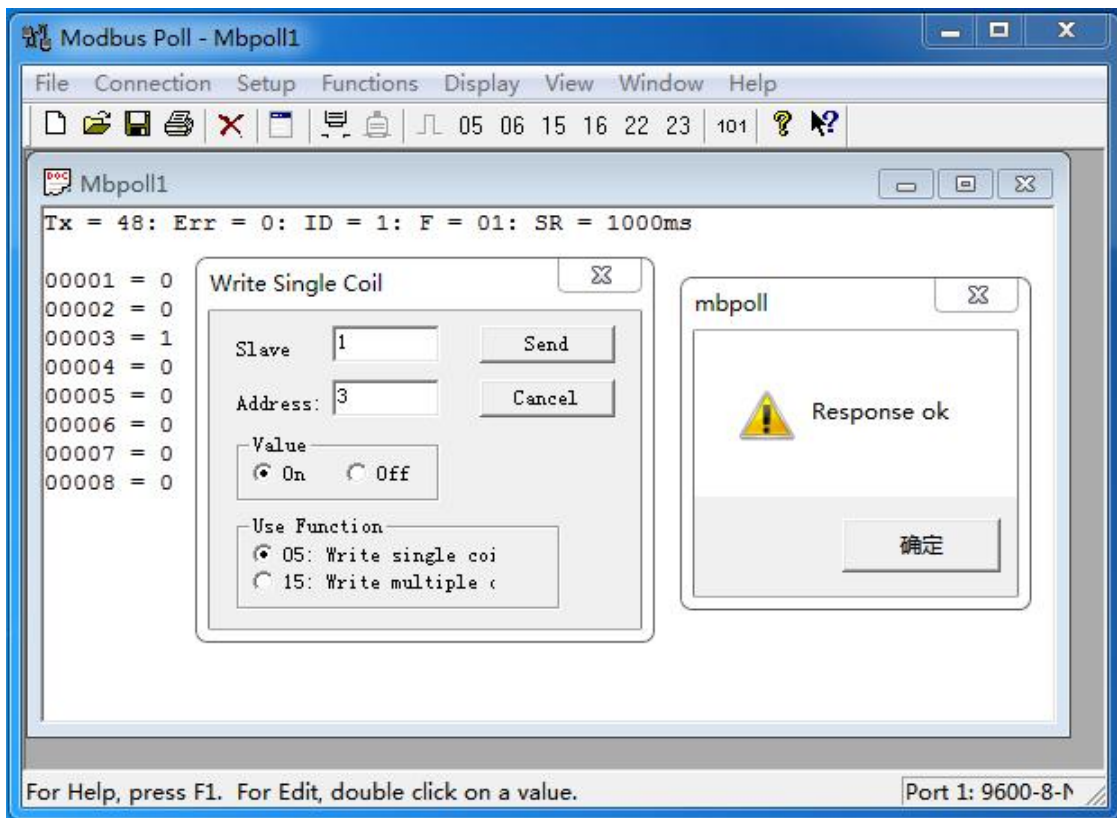 Modbus Poll - Mbpoll1
File Connection Setup Functions Display View Window Help
05 06 15 16 22 23 101
Mbpoll1
Tx = 48: Err = 0: ID = 1: F = 01: SR = 1000ms
00001 = 0
00002 = 0
00003 = 1
00004 = 0
00005 = 0
00006 = 0
00007 = 0
00008 = 0
Write Single Coil
Slave 1 Send
Address: 3 Cancel
Value
On Off
Use Function
05: Write single coi
15: Write multiple
mbpoll
Response ok
确定
For Help, press F1. For Edit, double click on a value.
Port 1: 9600-8-N